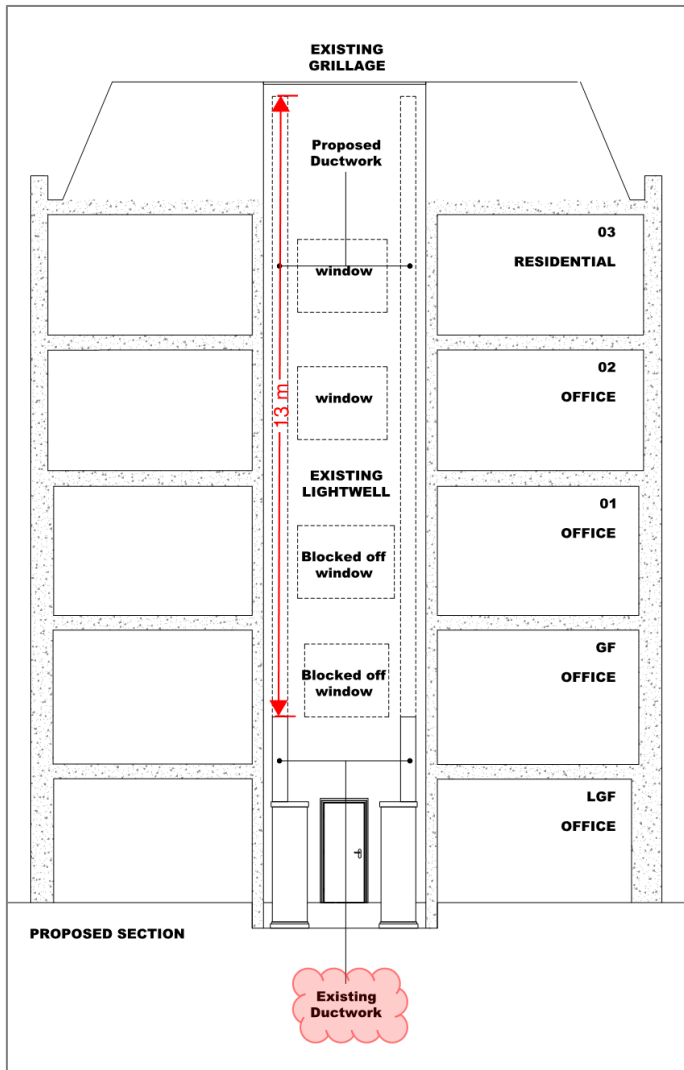 EXISTING
GRILLAGE
Proposed
Ductwork
03
RESIDENTIAL
window
02
OFFICE
window
13 m
EXISTING
LIGHTWELL
01
OFFICE
Blocked off
window
GF
OFFICE
Blocked off
window
LGF
OFFICE
PROPOSED SECTION
Existing
Ductwork